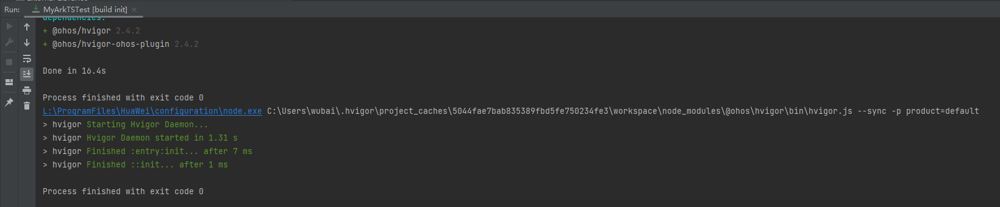 External Libraries
Run: MyArkTSTest [build init] ×
dependencies:
+ @ohos/hvigor 2.4.2
+ @ohos/hvigor-ohos-plugin 2.4.2
Done in 16.4s
Process finished with exit code 0
L:\ProgramFiles\HuaWei\configuration\node.exe C:\Users\wubai\.hvigor\project_caches\5044fae7bab835389fbd5fe750234fe3\workspace\node_modules\@ohos\hvigor\bin\hvigor.js --sync -p product=default
> hvigor Starting Hvigor Daemon...
> hvigor Hvigor Daemon started in 1.31 s
> hvigor Finished :entry:init... after 7 ms
> hvigor Finished ::init... after 1 ms
Process finished with exit code 0